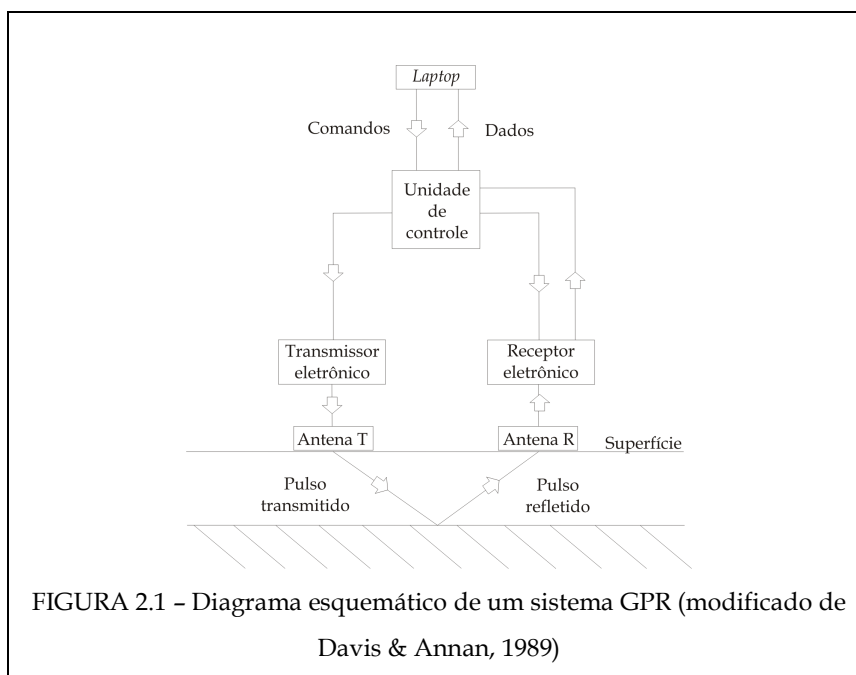 Laptop
Comandos
Dados
Unidade
de
controle
Transmissor
eletrônico
Receptor
eletrônico
Antena T
Antena R
Superfície
Pulso
transmitido
Pulso
refletido
FIGURA 2.1 – Diagrama esquemático de um sistema GPR (modificado de
Davis & Annan, 1989)